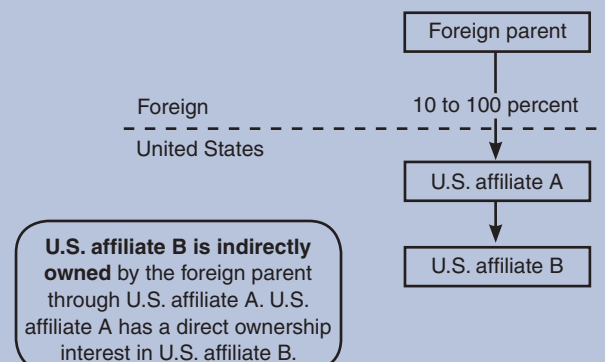 Foreign parent
Foreign
10 to 100 percent
United States
U.S. affiliate A
U.S. affiliate B is indirectly
owned by the foreign parent
through U.S. affiliate A. U.S.
affiliate A has a direct ownership
interest in U.S. affiliate B.
U.S. affiliate B